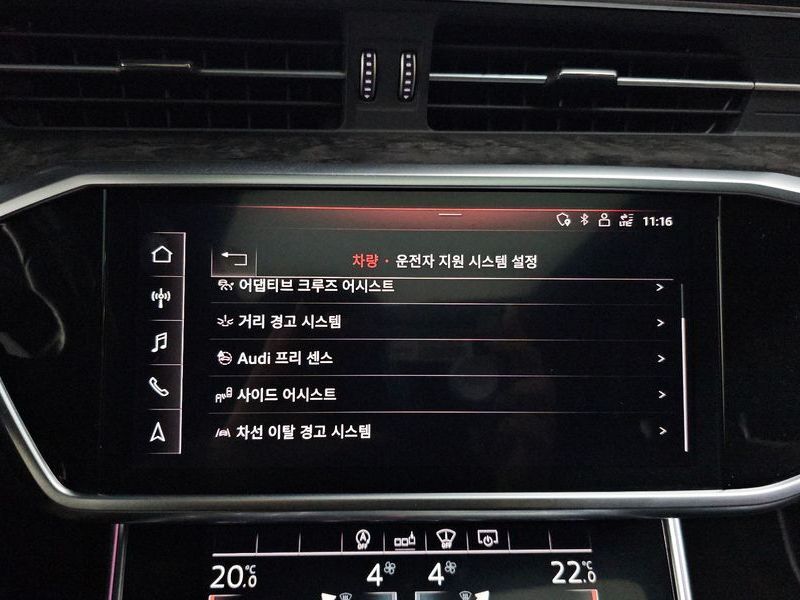 LTE 11:16
차량 · 운전자 지원 시스템 설정
어댑티브 크루즈 어시스트 >
거리 경고 시스템 >
Audi 프리 센스 >
사이드 어시스트 >
차선 이탈 경고 시스템 >
OFF OFF
20.0°C 4 4 22.0°C